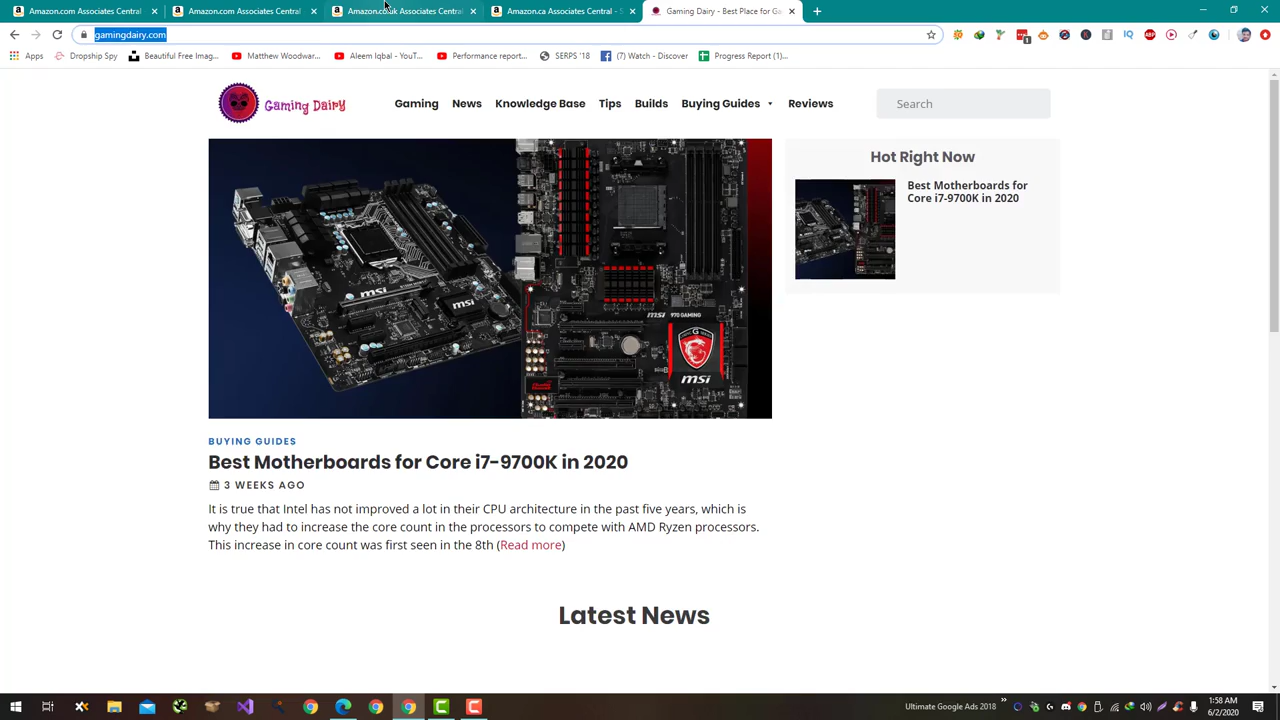 Amazon.com Associates Central
Amazon.com Associates Central
Amazon.co.uk Associates Central
Amazon.ca Associates Central - S
Gaming Dairy - Best Place for Ga
gamingdairy.com
Apps
Dropship Spy
Beautiful Free Imag...
Matthew Woodwar...
Aleem Iqbal - YouT...
Performance report...
SERPS '18
(7) Watch - Discover
Progress Report (1)...
Gaming Dairy
Gaming
News
Knowledge Base
Tips
Builds
Buying Guides
Reviews
Search
Hot Right Now
Best Motherboards for
Core i7-9700K in 2020
msi
msi
msi 970 GAMING
msi
BUYING GUIDES
Best Motherboards for Core i7-9700K in 2020
3 WEEKS AGO
It is true that Intel has not improved a lot in their CPU architecture in the past five years, which is
why they had to increase the core count in the processors to compete with AMD Ryzen processors.
This increase in core count was first seen in the 8th (Read more)
Latest News
Ultimate Google Ads 2018
1:58 AM
6/2/2020